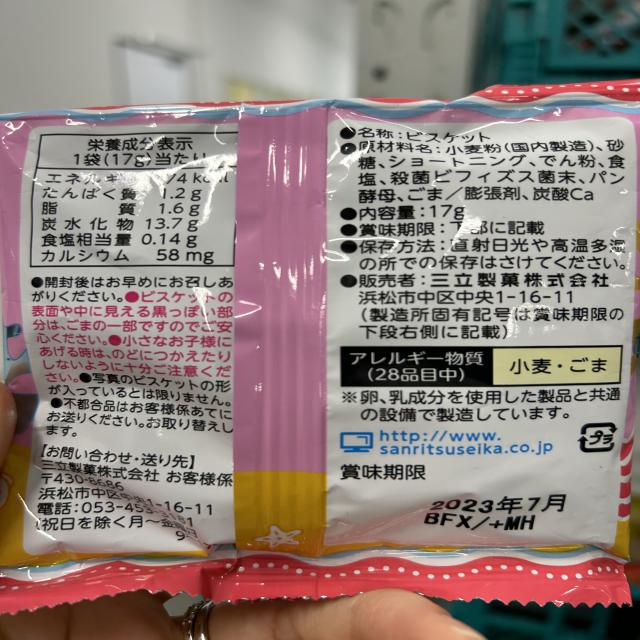 栄養成分表示
1袋(17g)当たり
エネルギー 74 kcal
たんぱく質 1.2 g
脂質 1.6 g
炭水化物 13.7 g
食塩相当量 0.14 g
カルシウム 58 mg
●開封後はお早めにお召しあ
がりください。●ビスケットの
表面や中に見える黒っぽい部
分は、ごまの一部ですのでご安
心ください。●小さなお子様に
あげる時は、のどにつかえたり
しないように十分ご注意くだ
さい。●写真のビスケットの形
が入っているとは限りません。
●不都合品はお客様係あてに
お送りください。お取り替えし
ます。
【お問い合わせ・送り先】
三立製菓株式会社 お客様係
〒430-8686
浜松市中区中央1-16-11
電話:053-453-
(祝日を除く月~金
●名称:ビスケット
●原材料名:小麦粉(国内製造)、砂
糖、ショートニング、でん粉、食
塩、殺菌ビフィズス菌末、パン
酵母、ごま/膨張剤、炭酸Ca
●内容量:17g
●賞味期限:下部に記載
●保存方法:直射日光や高温多湿
の所での保存はさけてください。
●販売者:三立製菓株式会社
浜松市中区中央1-16-11
(製造所固有記号は賞味期限の
下段右側に記載)
アレルギー物質
(28品目中)
小麦・ごま
※卵、乳成分を使用した製品と共通
の設備で製造しています。
http://www.
sanritsuseika.co.jp
プラ
賞味期限
2023年7月
BFX/+MH